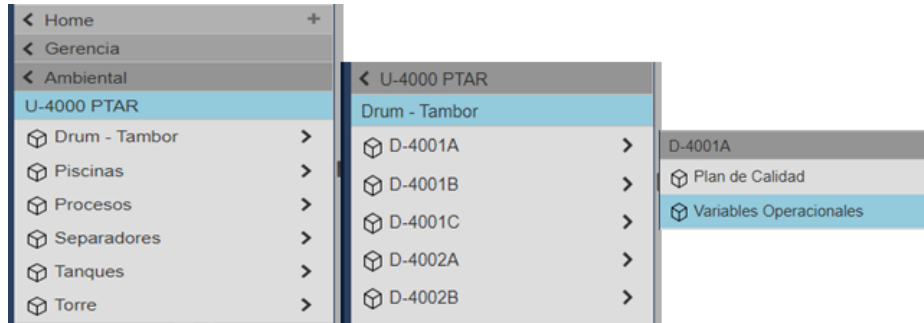 Home
Gerencia
Ambiental
U-4000 PTAR
Drum - Tambor
Piscinas
Procesos
Separadores
Tanques
Torre
U-4000 PTAR
Drum - Tambor
D-4001A
D-4001B
D-4001C
D-4002A
D-4002B
D-4001A
Plan de Calidad
Variables Operacionales